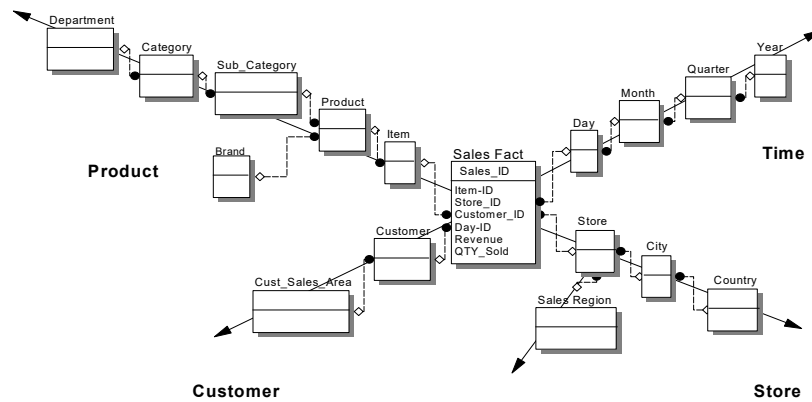 Department
Category
Sub_Category
Product
Item
Brand
Product
Sales Fact
Sales_ID
Item-ID
Store_ID
Customer_ID
Day-ID
Revenue
QTY_Sold
Day
Month
Quarter
Year
Time
Customer
Cust_Sales_Area
Customer
Store
City
Country
Sales Region
Store